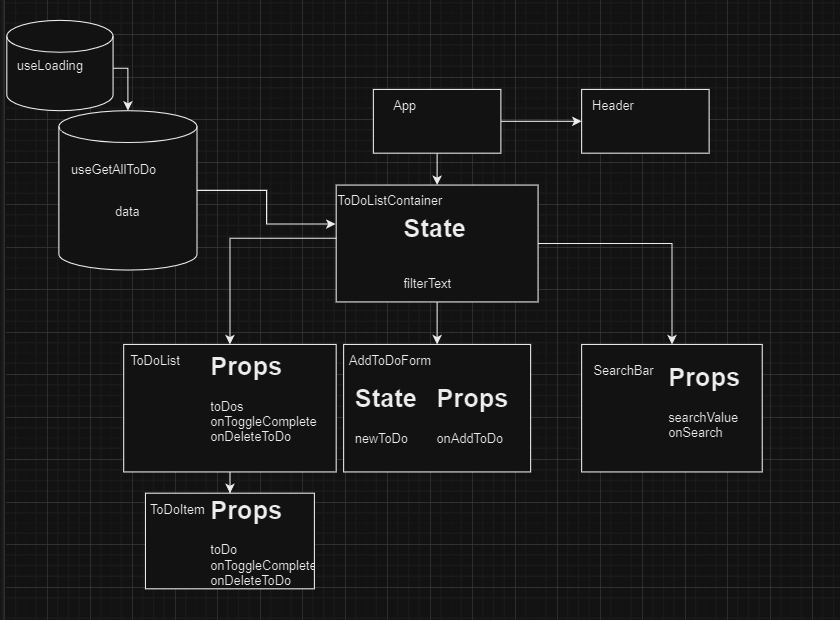 useLoading
useGetAllToDo
data
App
Header
ToDoListContainer
State
filterText
ToDoList
Props
toDos
onToggleComplete
onDeleteToDo
AddToDoForm
State
newToDo
Props
onAddToDo
SearchBar
Props
searchValue
onSearch
ToDoItem
Props
toDo
onToggleComplete
onDeleteToDo